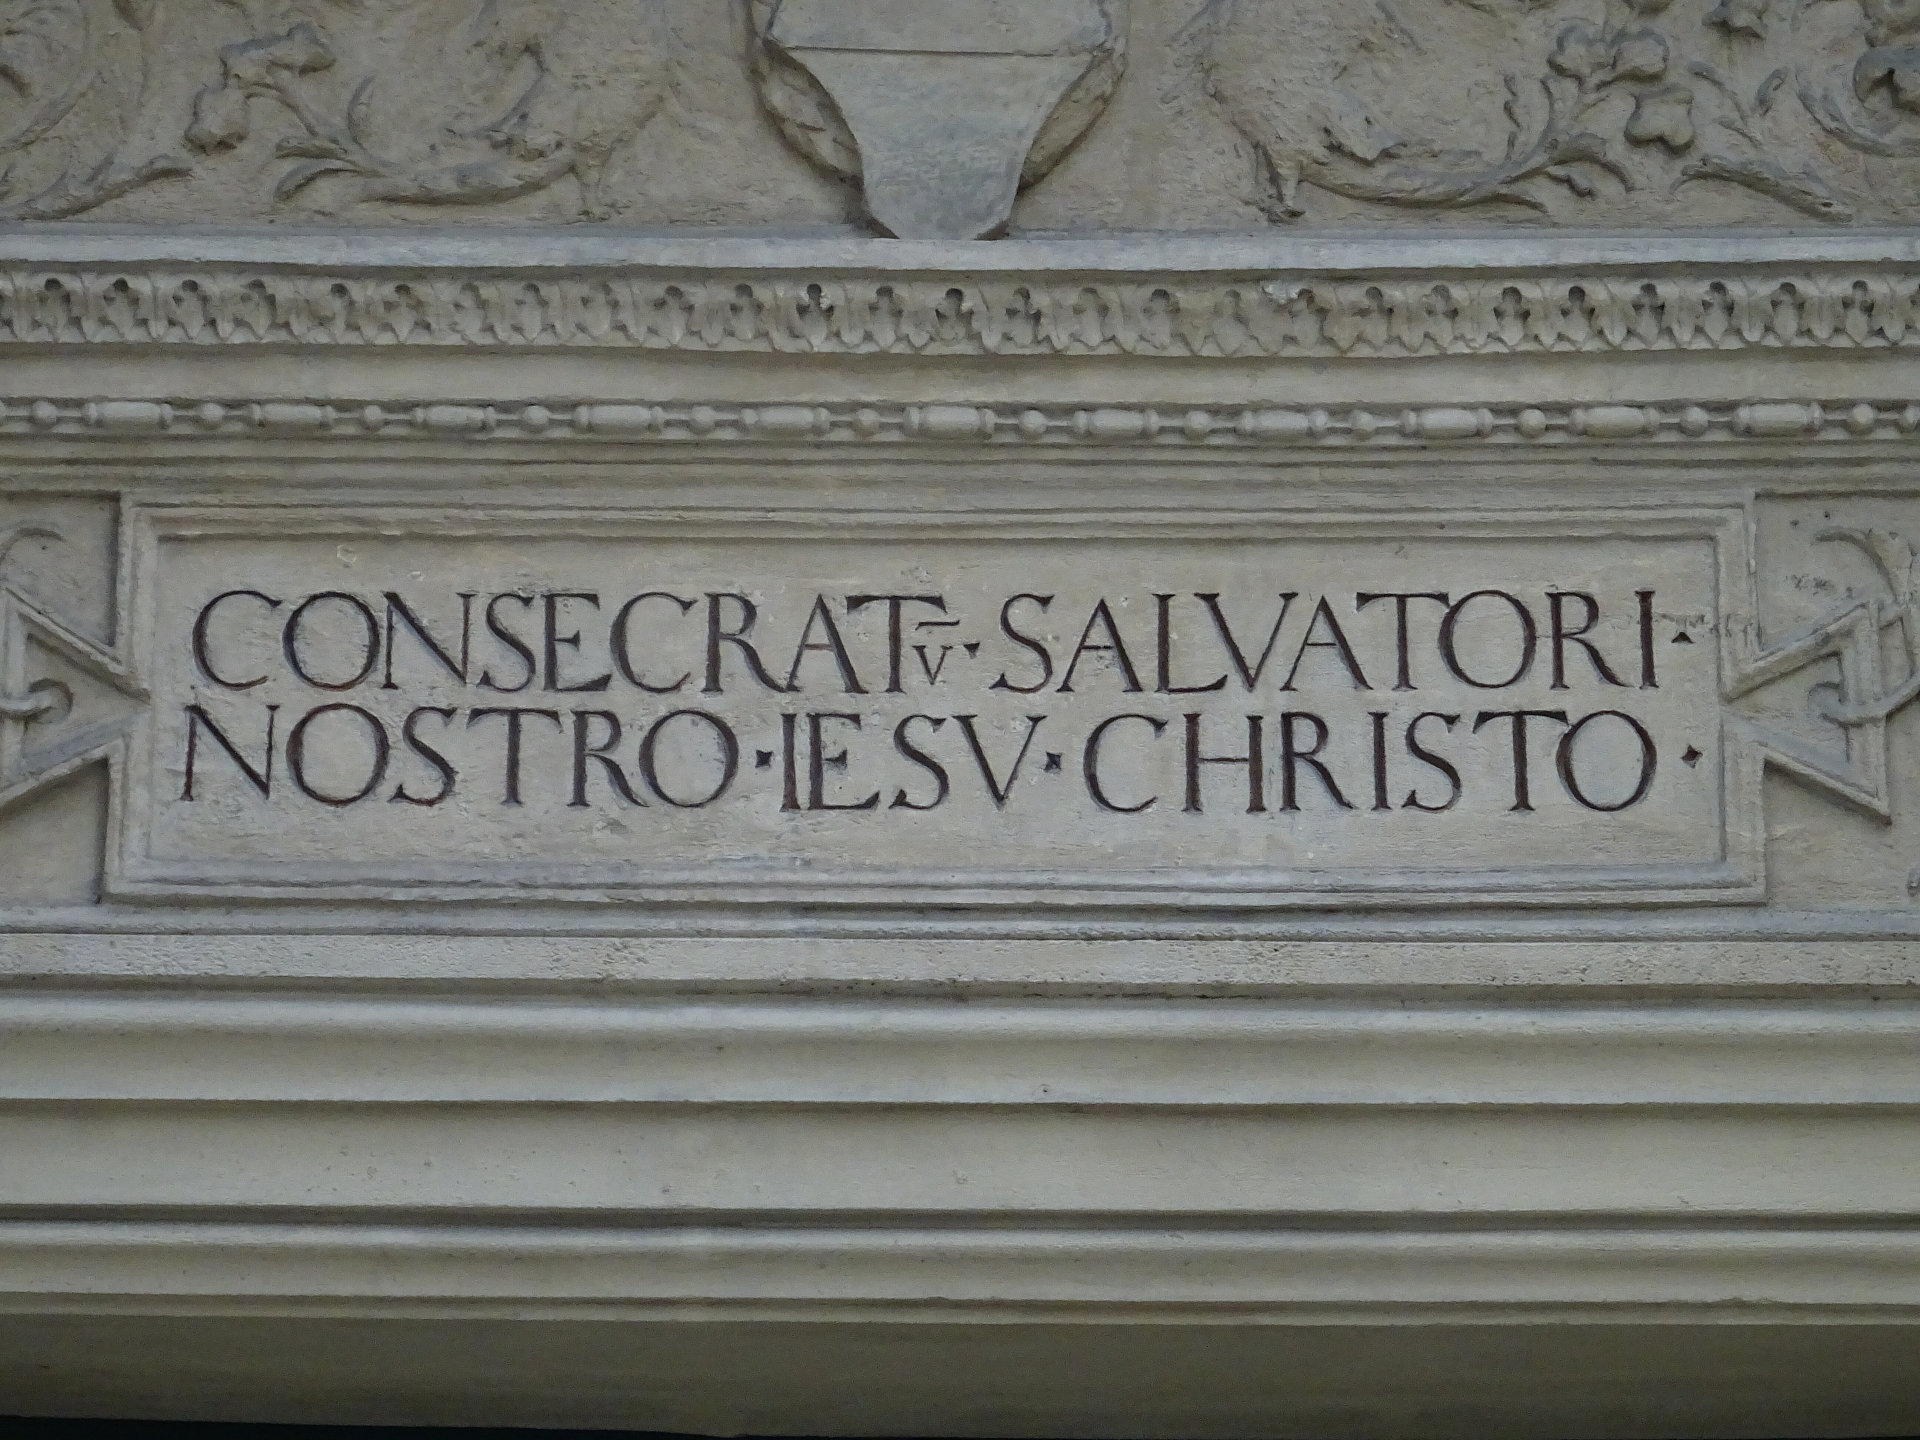 CONSECRATV̄· SALVATORI·
NOSTRO·IESV·CHRISTO·